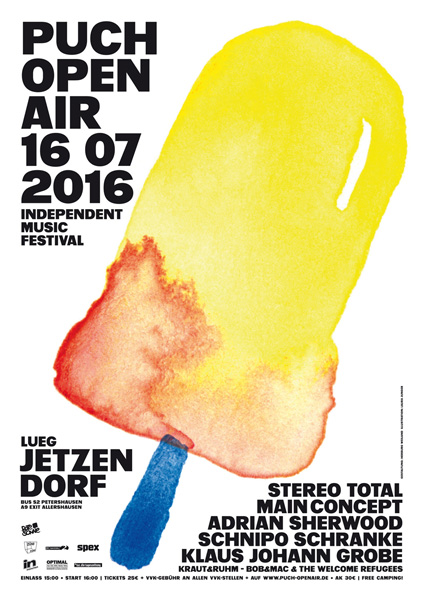 PUCH
OPEN
AIR
16 07
2016
INDEPENDENT
MUSIC
FESTIVAL
LUEG
JETZEN
DORF
BUS S2 PETERSHAUSEN
A9 EXIT ALLERSHAUSEN
spex
in
OPTIMAL
STEREO TOTAL
MAIN CONCEPT
ADRIAN SHERWOOD
SCHNIPO SCHRANKE
KLAUS JOHANN GROBE
KRAUT&RUHM - BOB&MAC & THE WELCOME REFUGEES
EINLASS 15:00 • START 16:00 | TICKETS 25€ + VVK-GEBÜHR AN ALLEN VVK-STELLEN + AUF WWW.PUCH-OPENAIR.DE • AK 30€ | FREE CAMPING!